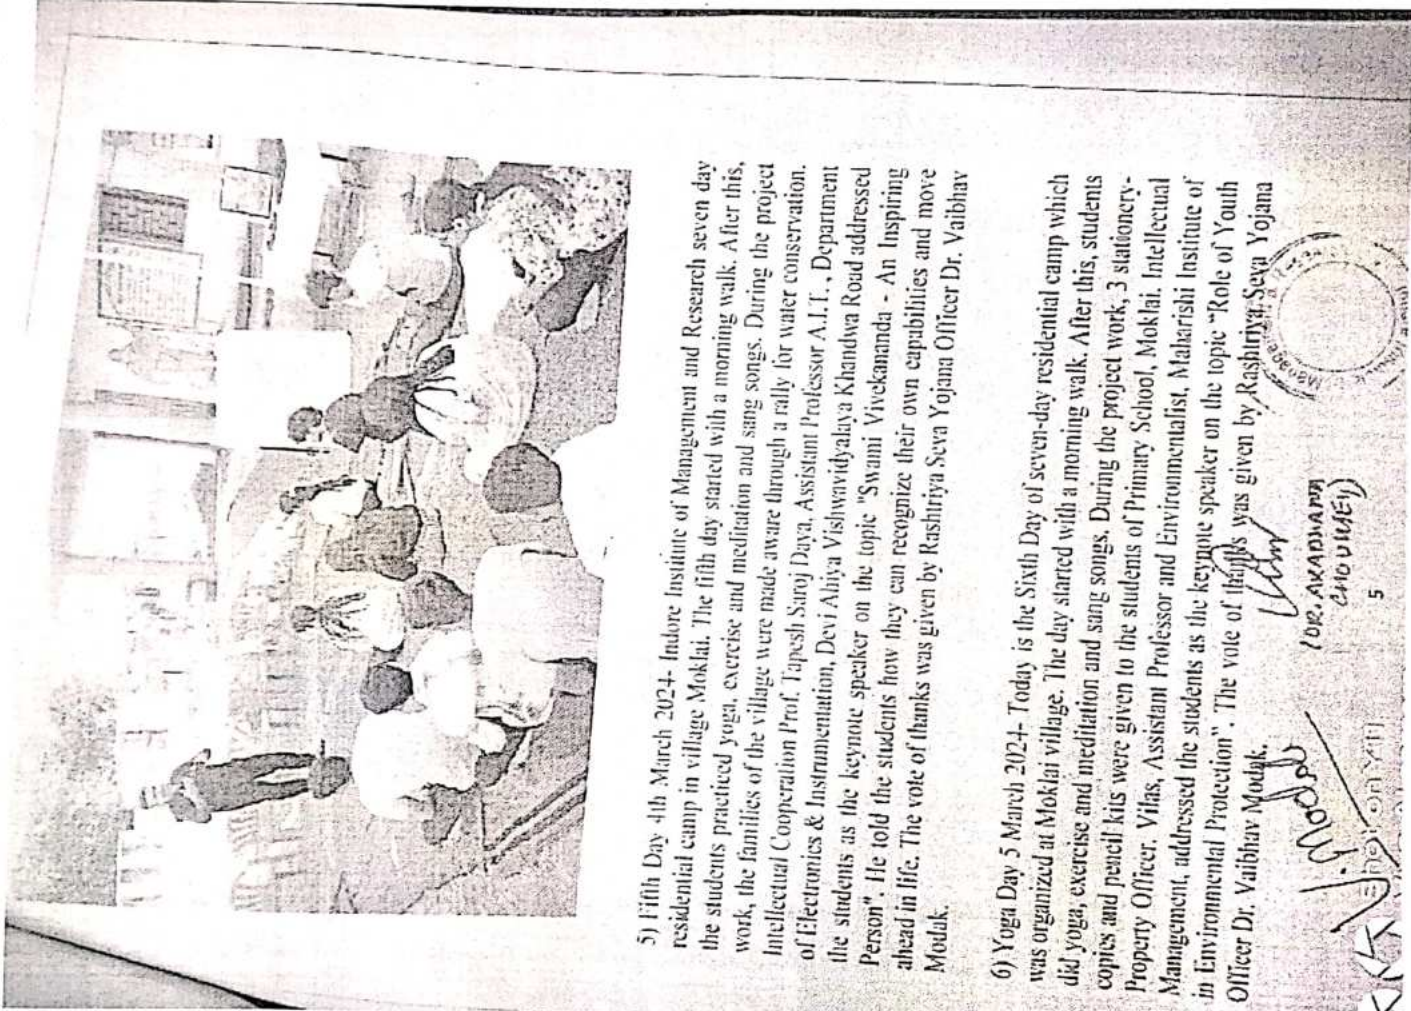 5) Fifth Day 4th March 2024- Indore Institute of Management and Research seven day
residential camp in village Moklai. The fifth day started with a morning walk. After this,
the students practiced yoga, exercise and meditation and sang songs. During the project
work, the families of the village were made aware through a rally for water conservation.
Intellectual Cooperation Prof. Tapesh Saroj Daya, Assistant Professor A.I.T. , Department
of Electronics & Instrumentation, Devi Ahiya Vishwavidyalaya Khandwa Road addressed
the students as the keynote speaker on the topic "Swami Vivekananda - An Inspiring
Person". He told the students how they can recognize their own capabilities and move
ahead in life. The vote of thanks was given by Rashtriya Seva Yojana Officer Dr. Vaibhav
Modak.
6) Yoga Day 5 March 2024- Today is the Sixth Day of seven-day residential camp which
was organized at Moklai village. The day started with a morning walk. After this, students
did yoga, exercise and meditation and sang songs. During the project work, 3 stationery-
copies and pencil kits were given to the students of Primary School, Moklai. Intellectual
Property Officer. Vilas, Assistant Professor and Environmentalist, Maharishi Institute of
Management, addressed the students as the keynote speaker on the topic "Role of Youth
in Environmental Protection". The vote of thanks was given by Rashtriya Seva Yojana
Officer Dr. Vaibhav Modak.
V. Modak
(DR. ARADHANA
CHOUKSEY)
5